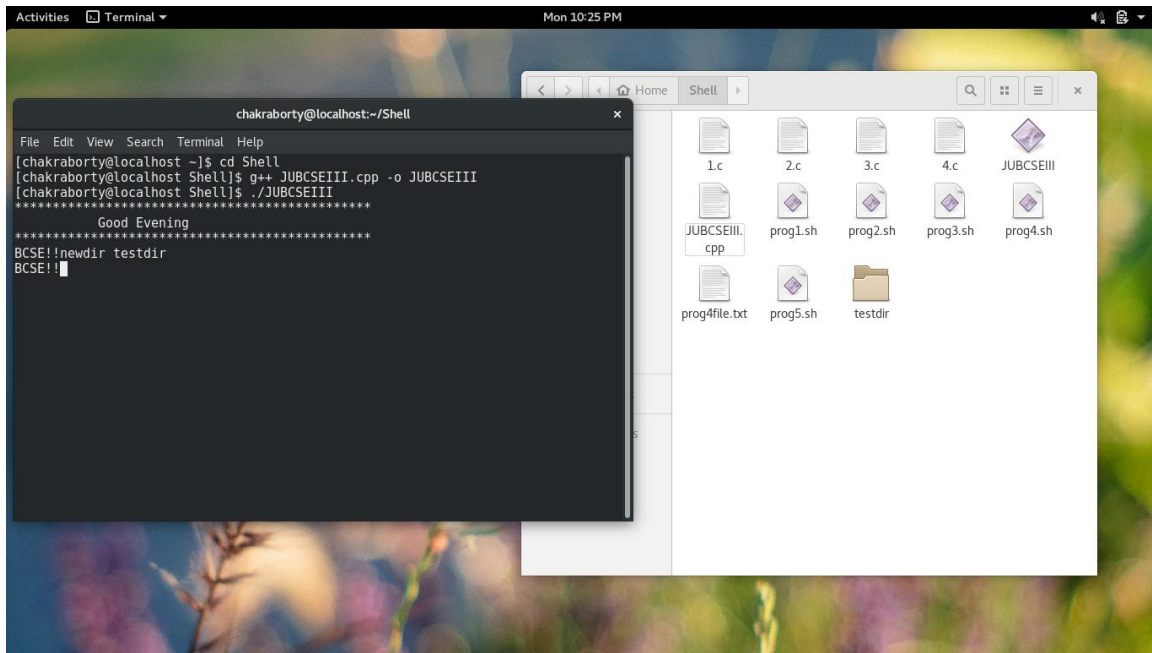 Activities Terminal Mon 10:25 PM
chakraborty@localhost:~/Shell
File Edit View Search Terminal Help
[chakraborty@localhost ~]$ cd Shell
[chakraborty@localhost Shell]$ g++ JUBCSEIII.cpp -o JUBCSEIII
[chakraborty@localhost Shell]$ ./JUBCSEIII
***********************************************
Good Evening
***********************************************
BCSE!!newdir testdir
BCSE!!
Home Shell
1.c 2.c 3.c 4.c JUBCSEIII
JUBCSEIII. prog1.sh prog2.sh prog3.sh prog4.sh
cpp
prog4file.txt prog5.sh testdir
s